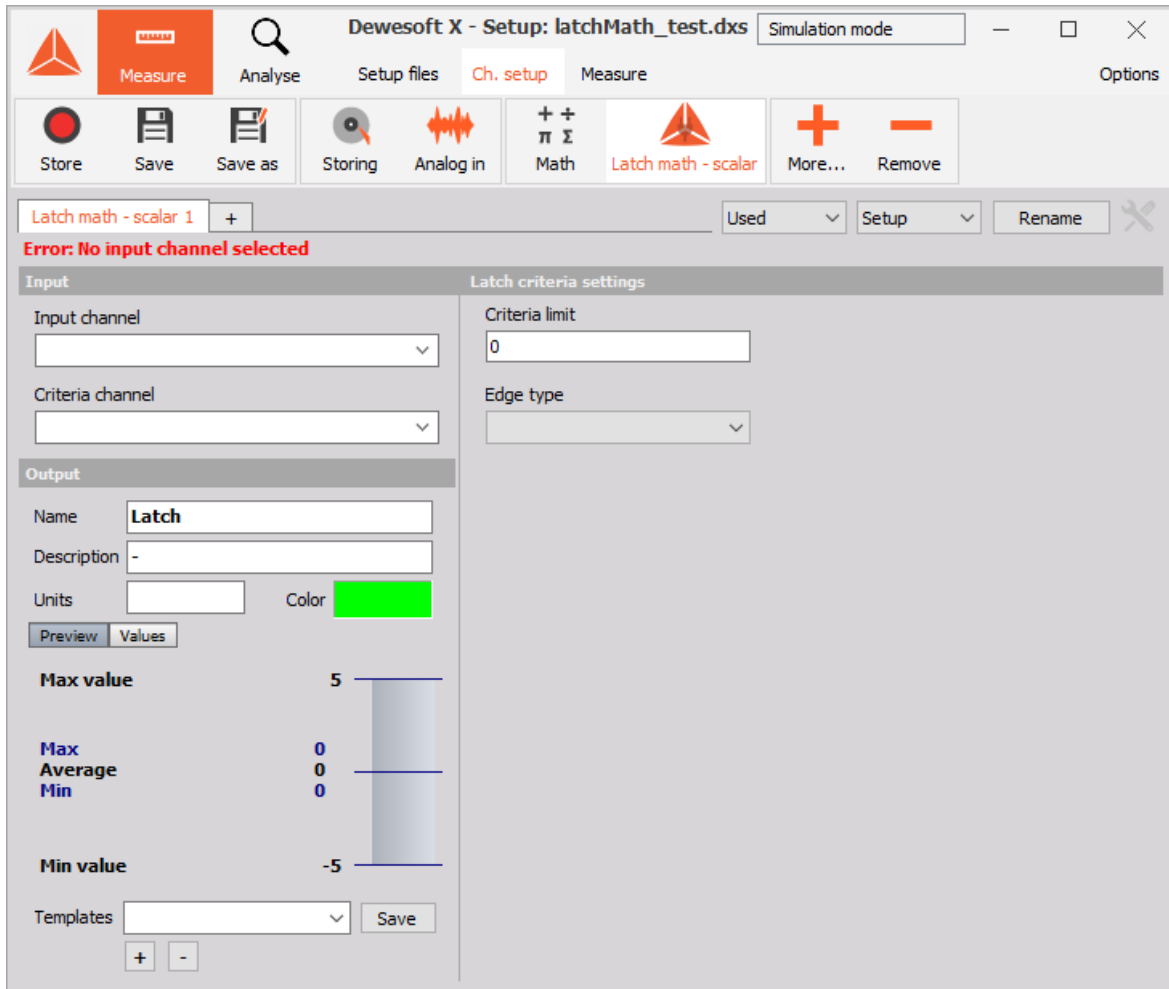 Dewesoft X - Setup: latchMath_test.dxs Simulation mode
Measure Analyse Setup files Ch. setup Measure Options
+ ÷
π Σ
Store Save Save as Storing Analog in Math Latch math - scalar More... Remove
Latch math - scalar 1 + Used Setup Rename
Error: No input channel selected
Input Latch criteria settings
Input channel Criteria limit
0
Criteria channel Edge type
Output
Name Latch
Description -
Units Color
Preview Values
Max value 5
Max 0
Average 0
Min 0
Min value -5
Templates Save
+ -